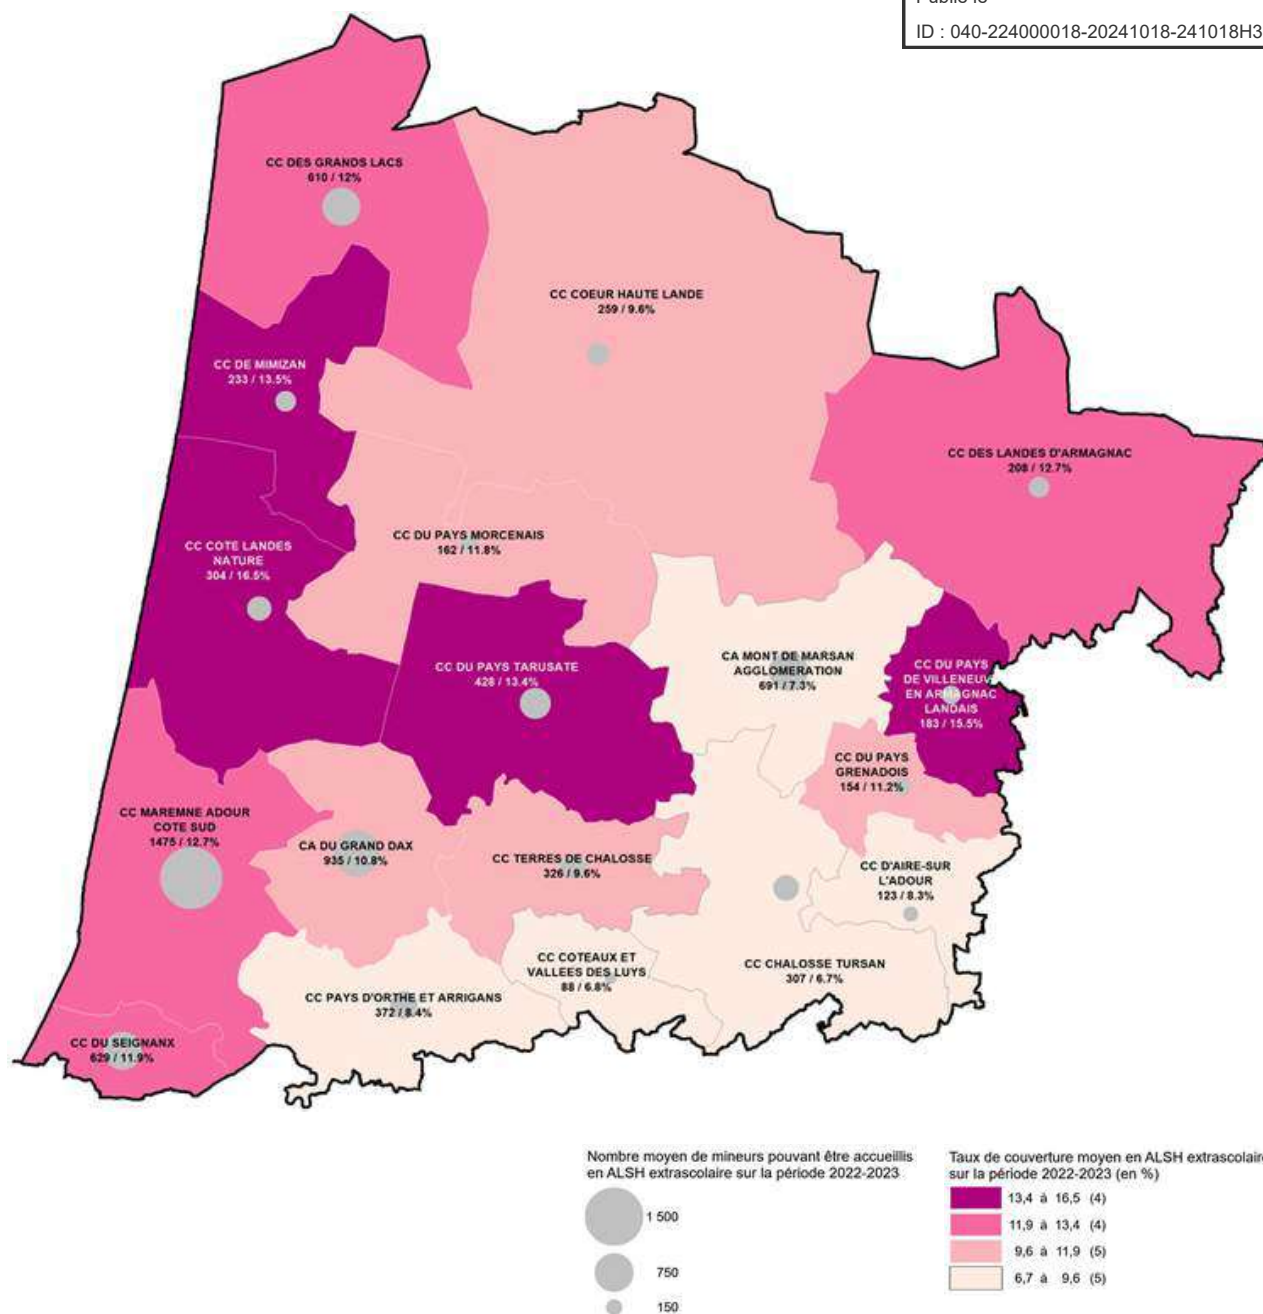 ID : 040-224000018-20241018-241018H3
CC DES GRANDS LACS
610 / 12%
CC COEUR HAUTE LANDE
259 / 9.6%
CC DE MIMIZAN
233 / 13.5%
CC DES LANDES D'ARMAGNAC
208 / 12.7%
CC DU PAYS MORCENAIS
162 / 11.8%
CC COTE LANDES
NATURE
304 / 16.5%
CC DU PAYS TARUSATE
428 / 13.4%
CA MONT DE MARSAN
AGGLOMERATION
691 / 7.3%
CC DU PAYS
DE VILLENEUVE
EN ARMAGNAC
LANDAIS
183 / 15.5%
CC DU PAYS
GRENADOIS
154 / 11.2%
CC MAREMNE ADOUR
COTE SUD
1475 / 12.7%
CA DU GRAND DAX
935 / 10.8%
CC TERRES DE CHALOSSE
326 / 9.6%
CC D'AIRE-SUR
L'ADOUR
123 / 8.3%
CC COTEAUX ET
VALLEES DES LUYS
88 / 6.8%
CC CHALOSSE TURSAN
307 / 6.7%
CC PAYS D'ORTHE ET ARRIGANS
372 / 8.4%
CC DU SEIGNANX
629 / 11.9%
Nombre moyen de mineurs pouvant être accueillis
en ALSH extrascolaire sur la période 2022-2023
1 500
750
150
Taux de couverture moyen en ALSH extrascolaire
sur la période 2022-2023 (en %)
13,4 à 16,5 (4)
11,9 à 13,4 (4)
9,6 à 11,9 (5)
6,7 à 9,6 (5)